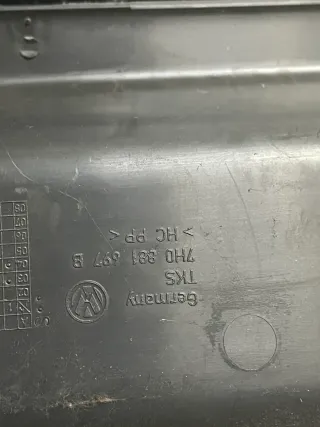 Germany
TKS
7H0 881 697 B
> HC PP <